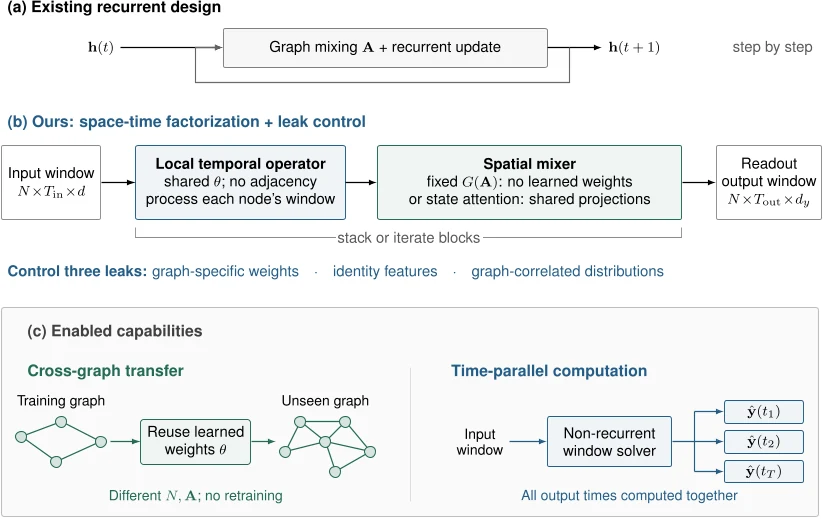 (a) Existing recurrent design
h(t)
Graph mixing A + recurrent update
h(t + 1)
step by step
(b) Ours: space-time factorization + leak control
Input window
N×T_in×d
Local temporal operator
shared θ; no adjacency
process each node's window
Spatial mixer
fixed G(A): no learned weights
or state attention: shared projections
Readout
output window
N×T_out×d_y
stack or iterate blocks
Control three leaks: graph-specific weights · identity features · graph-correlated distributions
(c) Enabled capabilities
Cross-graph transfer
Training graph
Reuse learned
weights θ
Unseen graph
Different N, A; no retraining
Time-parallel computation
Input
window
Non-recurrent
window solver
ŷ(t₁)
ŷ(t₂)
ŷ(t_T)
All output times computed together